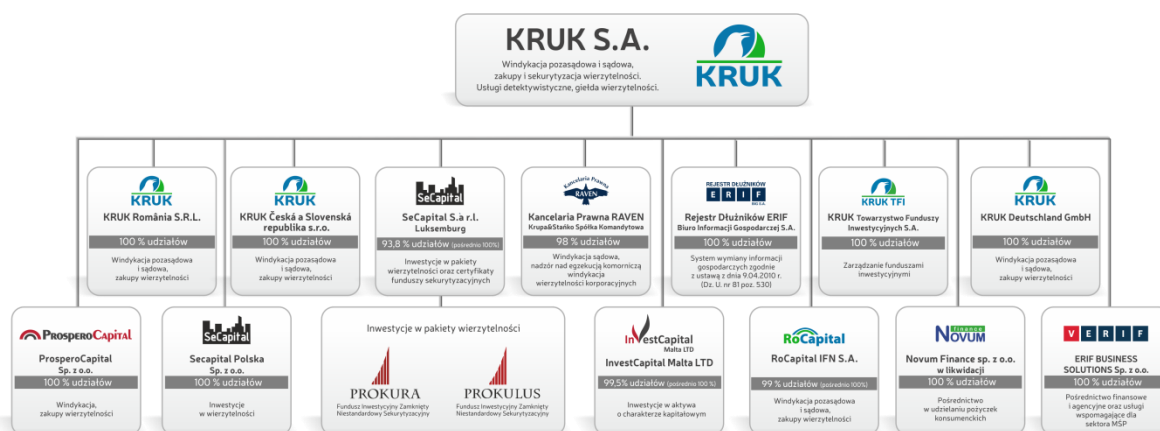 KRUK S.A.
Windykacja pozasądowa i sądowa,
zakupy i sekurytyzacja wierzytelności.
Usługi detektywistyczne, giełda wierzytelności.
KRUK
KRUK
KRUK România S.R.L.
100 % udziałów
Windykacja pozasądowa
i sądowa,
zakupy wierzytelności
KRUK
KRUK Česká a Slovenská
republika s.r.o.
100 % udziałów
Windykacja pozasądowa
i sądowa,
zakupy wierzytelności
SeCapital
SeCapital S.a r.l.
Luksemburg
93,8 % udziałów (pośrednio 100%)
Inwestycje w pakiety
wierzytelności oraz certyfikaty
funduszy sekurytyzacyjnych
Kancelaria Prawna
RAVEN
Kancelaria Prawna RAVEN
Krupa&Stańko Spółka Komandytowa
98 % udziałów
Windykacja sądowa,
nadzór nad egzekucją komorniczą
windykacja
wierzytelności korporacyjnych
REJESTR DŁUŻNIKÓW
ERIF
BIG S.A.
Rejestr Dłużników ERIF
Biuro Informacji Gospodarczej S.A.
100 % udziałów
System wymiany informacji
gospodarczych zgodnie
z ustawą z dnia 9.04.2010 r.
(Dz. U. nr 81 poz. 530)
KRUK TFI
KRUK Towarzystwo Funduszy
Inwestycyjnych S.A.
100 % udziałów
Zarządzanie funduszami
inwestycyjnymi
KRUK
KRUK Deutschland GmbH
100 % udziałów
Windykacja pozasądowa
i sądowa,
zakupy wierzytelności
PROSPEROCAPITAL
ProsperoCapital
Sp. z o.o.
100 % udziałów
Windykacja,
zakupy wierzytelności
SeCapital
Secapital Polska
Sp. z o.o.
100 % udziałów
Inwestycje
w wierzytelności
Inwestycje w pakiety wierzytelności
PROKURA
Fundusz Inwestycyjny Zamknięty
Niestandardowy Sekurytyzacyjny
PROKULUS
Fundusz Inwestycyjny Zamknięty
Niestandardowy Sekurytyzacyjny
InVestCapital
Malta LTD
InvestCapital Malta LTD
99,5% udziałów (pośrednio 100 %)
Inwestycje w aktywa
o charakterze kapitałowym
RoCapital
RoCapital IFN S.A.
99 % udziałów (pośrednio 100%)
Windykacja pozasądowa
i sądowa,
zakupy wierzytelności
finance
NOVUM
Novum Finance sp. z o.o.
w likwidacji
100 % udziałów
Pośrednictwo
w udzielaniu pożyczek
konsumenckich
VERIF
ERIF BUSINESS
SOLUTIONS Sp. z o.o.
100 % udziałów
Pośrednictwo finansowe
i agencyjne oraz usługi
wspomagające dla
sektora MŚP